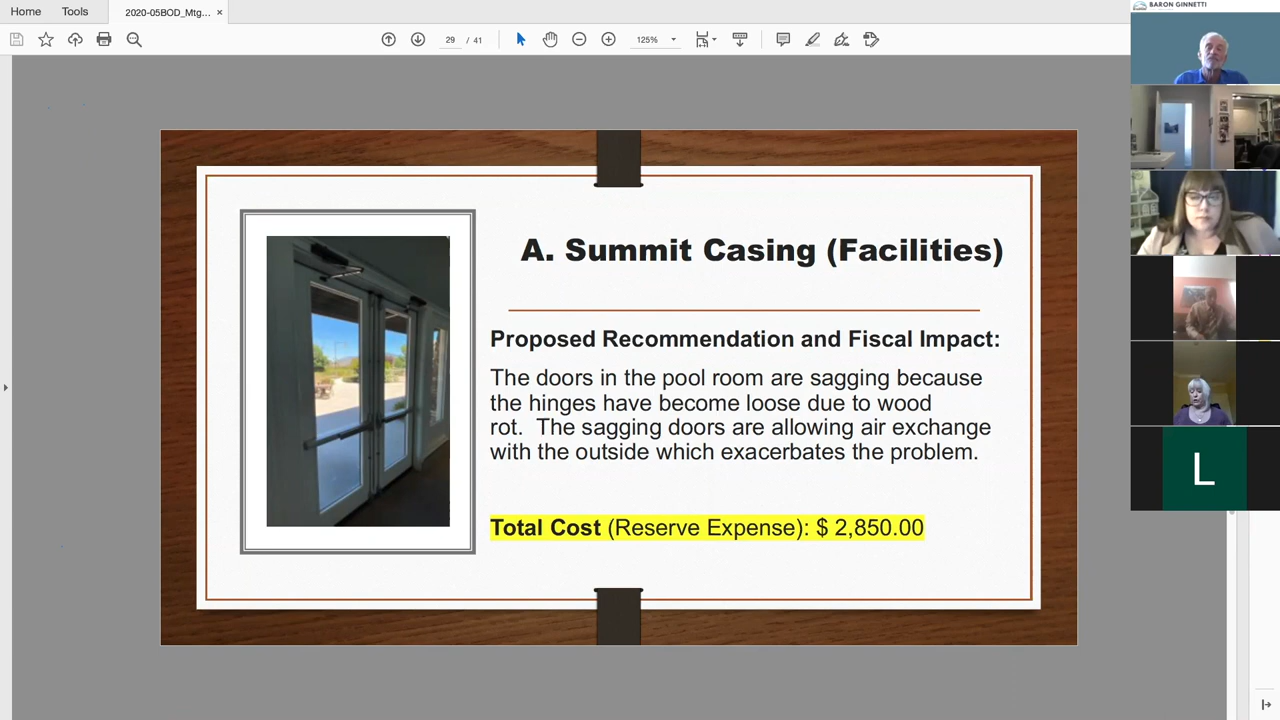 Home
Tools
2020-05BOD_Mtg...
×
29 / 41
125%
BARON GINNETTI
A. Summit Casing (Facilities)
Proposed Recommendation and Fiscal Impact:
The doors in the pool room are sagging because
the hinges have become loose due to wood
rot.  The sagging doors are allowing air exchange
with the outside which exacerbates the problem.
Total Cost (Reserve Expense): $ 2,850.00
L